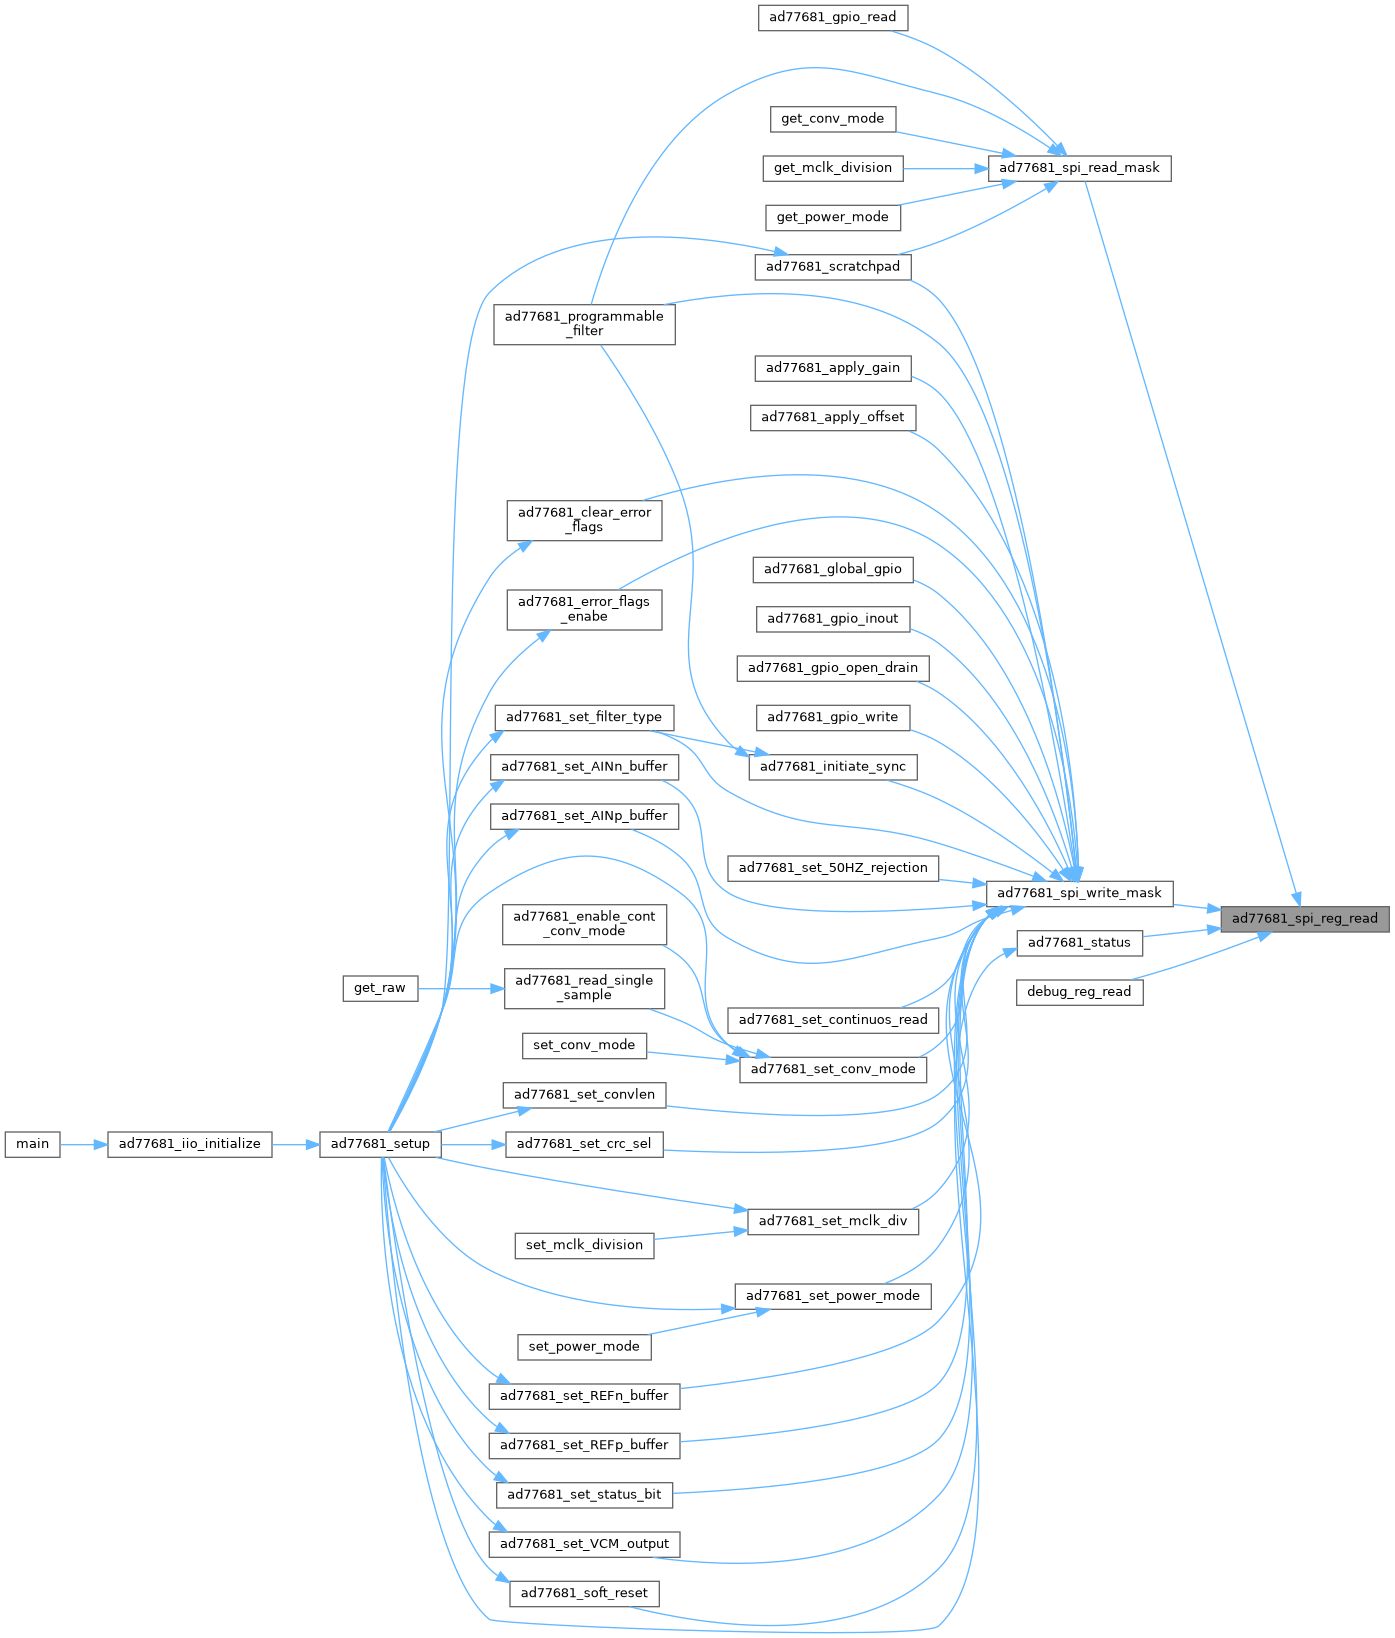 ad77681_gpio_read
get_conv_mode
ad77681_spi_read_mask
get_mclk_division
get_power_mode
ad77681_scratchpad
ad77681_programmable
_filter
ad77681_apply_gain
ad77681_apply_offset
ad77681_clear_error
_flags
ad77681_global_gpio
ad77681_error_flags
_enabe
ad77681_gpio_inout
ad77681_gpio_open_drain
ad77681_set_filter_type
ad77681_gpio_write
ad77681_set_AINn_buffer
ad77681_initiate_sync
ad77681_set_AINp_buffer
ad77681_set_50HZ_rejection
ad77681_spi_write_mask
ad77681_spi_reg_read
ad77681_enable_cont
_conv_mode
ad77681_status
get_raw
ad77681_read_single
_sample
debug_reg_read
ad77681_set_continuos_read
set_conv_mode
ad77681_set_conv_mode
ad77681_set_convlen
main
ad77681_iio_initialize
ad77681_setup
ad77681_set_crc_sel
ad77681_set_mclk_div
set_mclk_division
ad77681_set_power_mode
set_power_mode
ad77681_set_REFn_buffer
ad77681_set_REFp_buffer
ad77681_set_status_bit
ad77681_set_VCM_output
ad77681_soft_reset